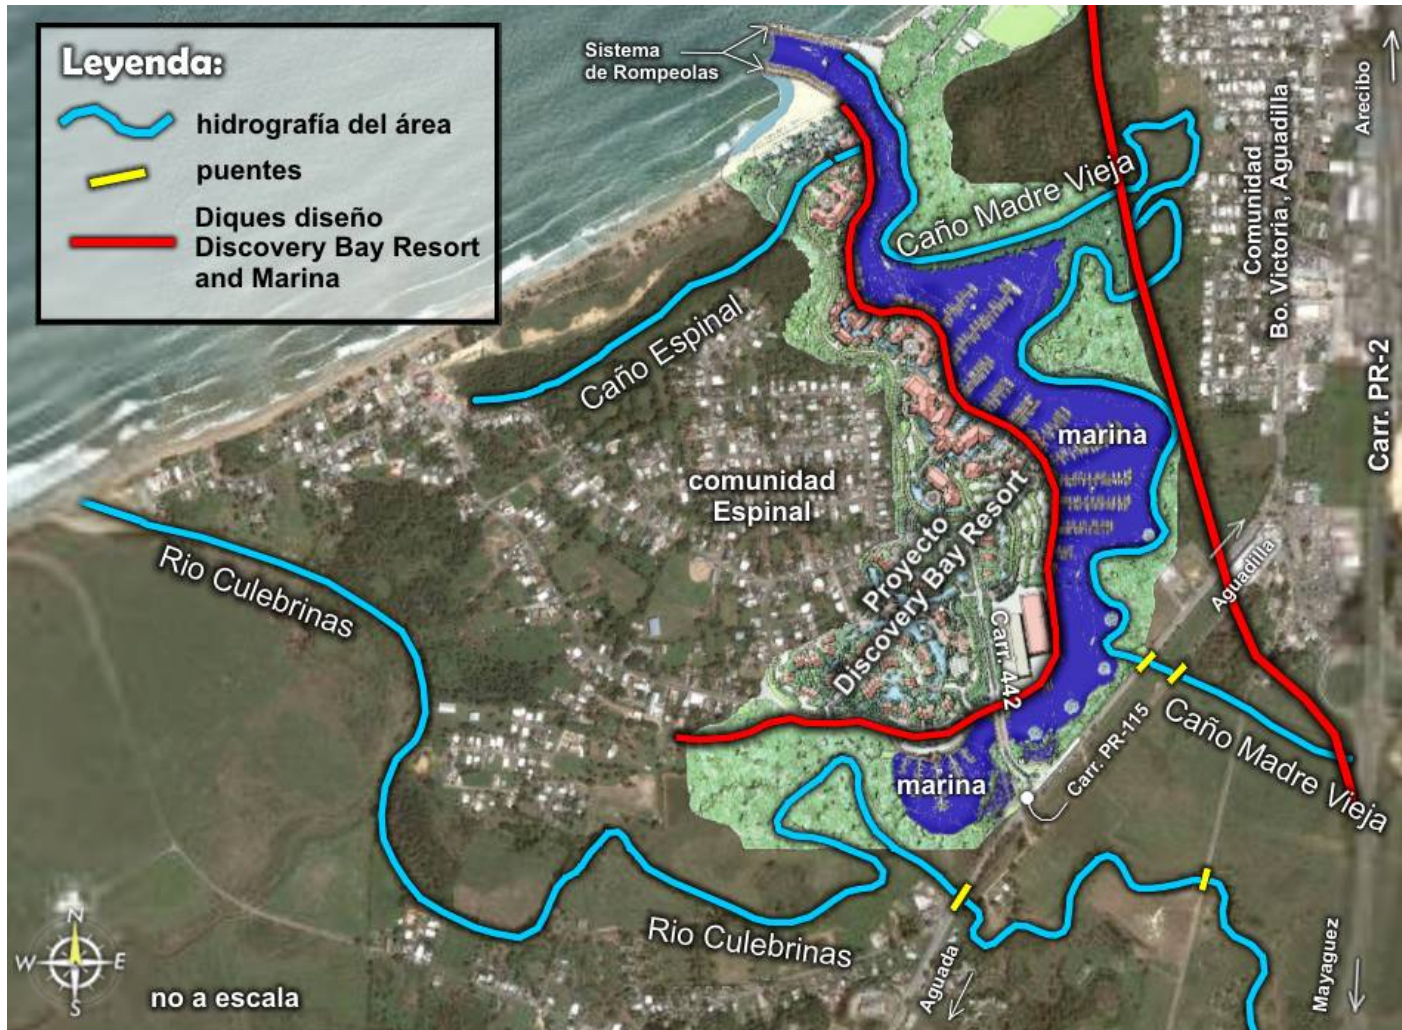 Leyenda:
hidrografía del área
puentes
Diques diseño
Discovery Bay Resort
and Marina
Sistema
de Rompeolas
Arecibo
Comunidad
Bo. Victoria, Aguadilla
Caño Madre Vieja
Caño Espinal
Carr. PR-2
marina
comunidad
Espinal
Proyecto
Discovery Bay Resort
Rio Culebrinas
Aguadilla
Carr. 442
Caño Madre Vieja
Carr. PR-115
marina
Rio Culebrinas
Aguada
Mayaguez
N
W E
S
no a escala